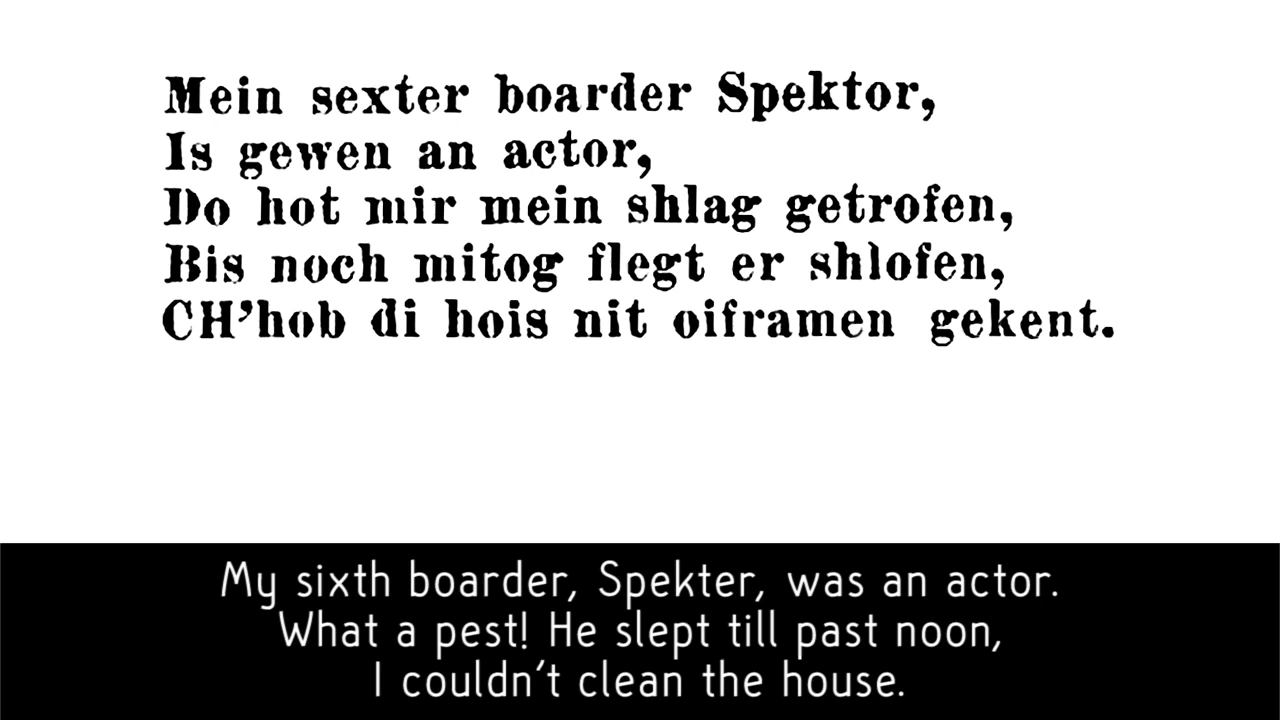 Mein sexter boarder Spektor,
Is gewen an actor,
Do hot mir mein shlag getrofen,
Bis noch mitog flegt er shlofen,
CH'hob di hois nit oiframen gekent.
My sixth boarder, Spekter, was an actor.
What a pest! He slept till past noon,
I couldn't clean the house.